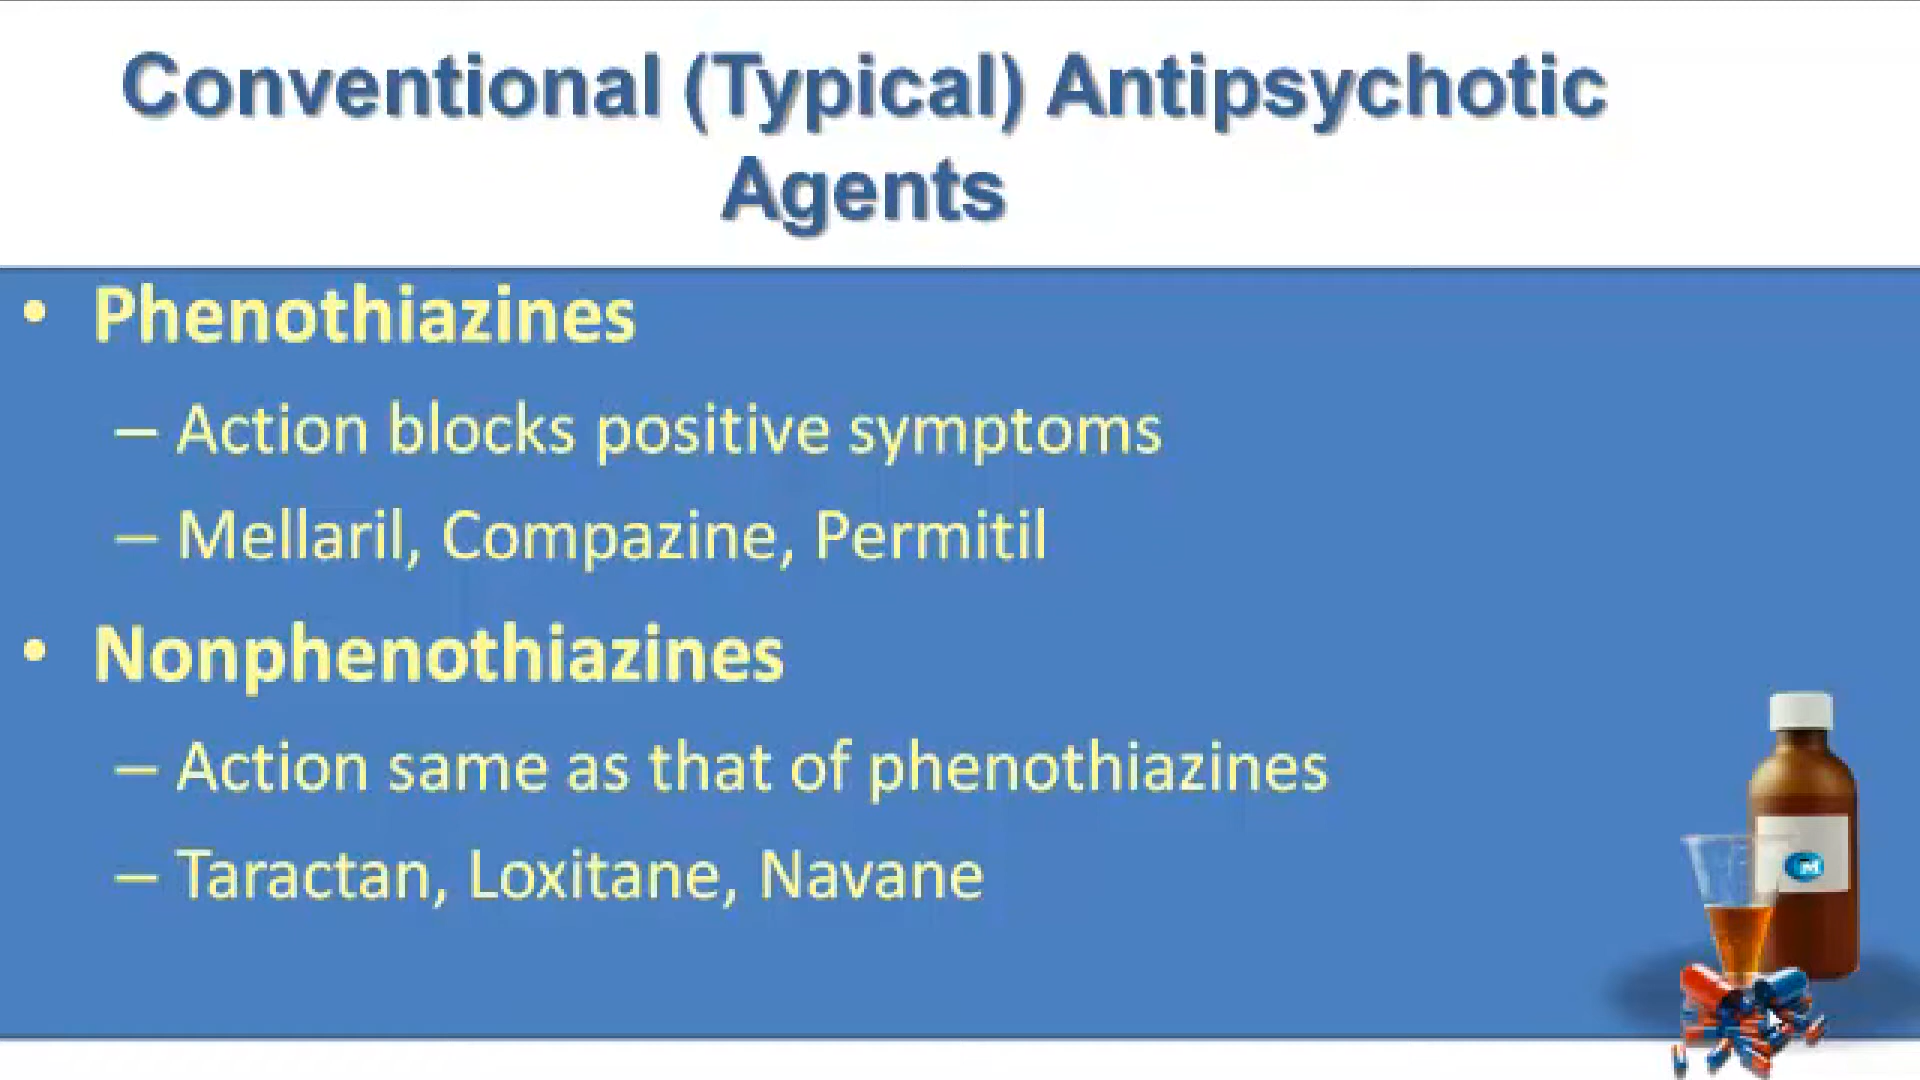 Conventional (Typical) Antipsychotic
Agents
• Phenothiazines
– Action blocks positive symptoms
– Mellaril, Compazine, Permitil
• Nonphenothiazines
– Action same as that of phenothiazines
– Taractan, Loxitane, Navane